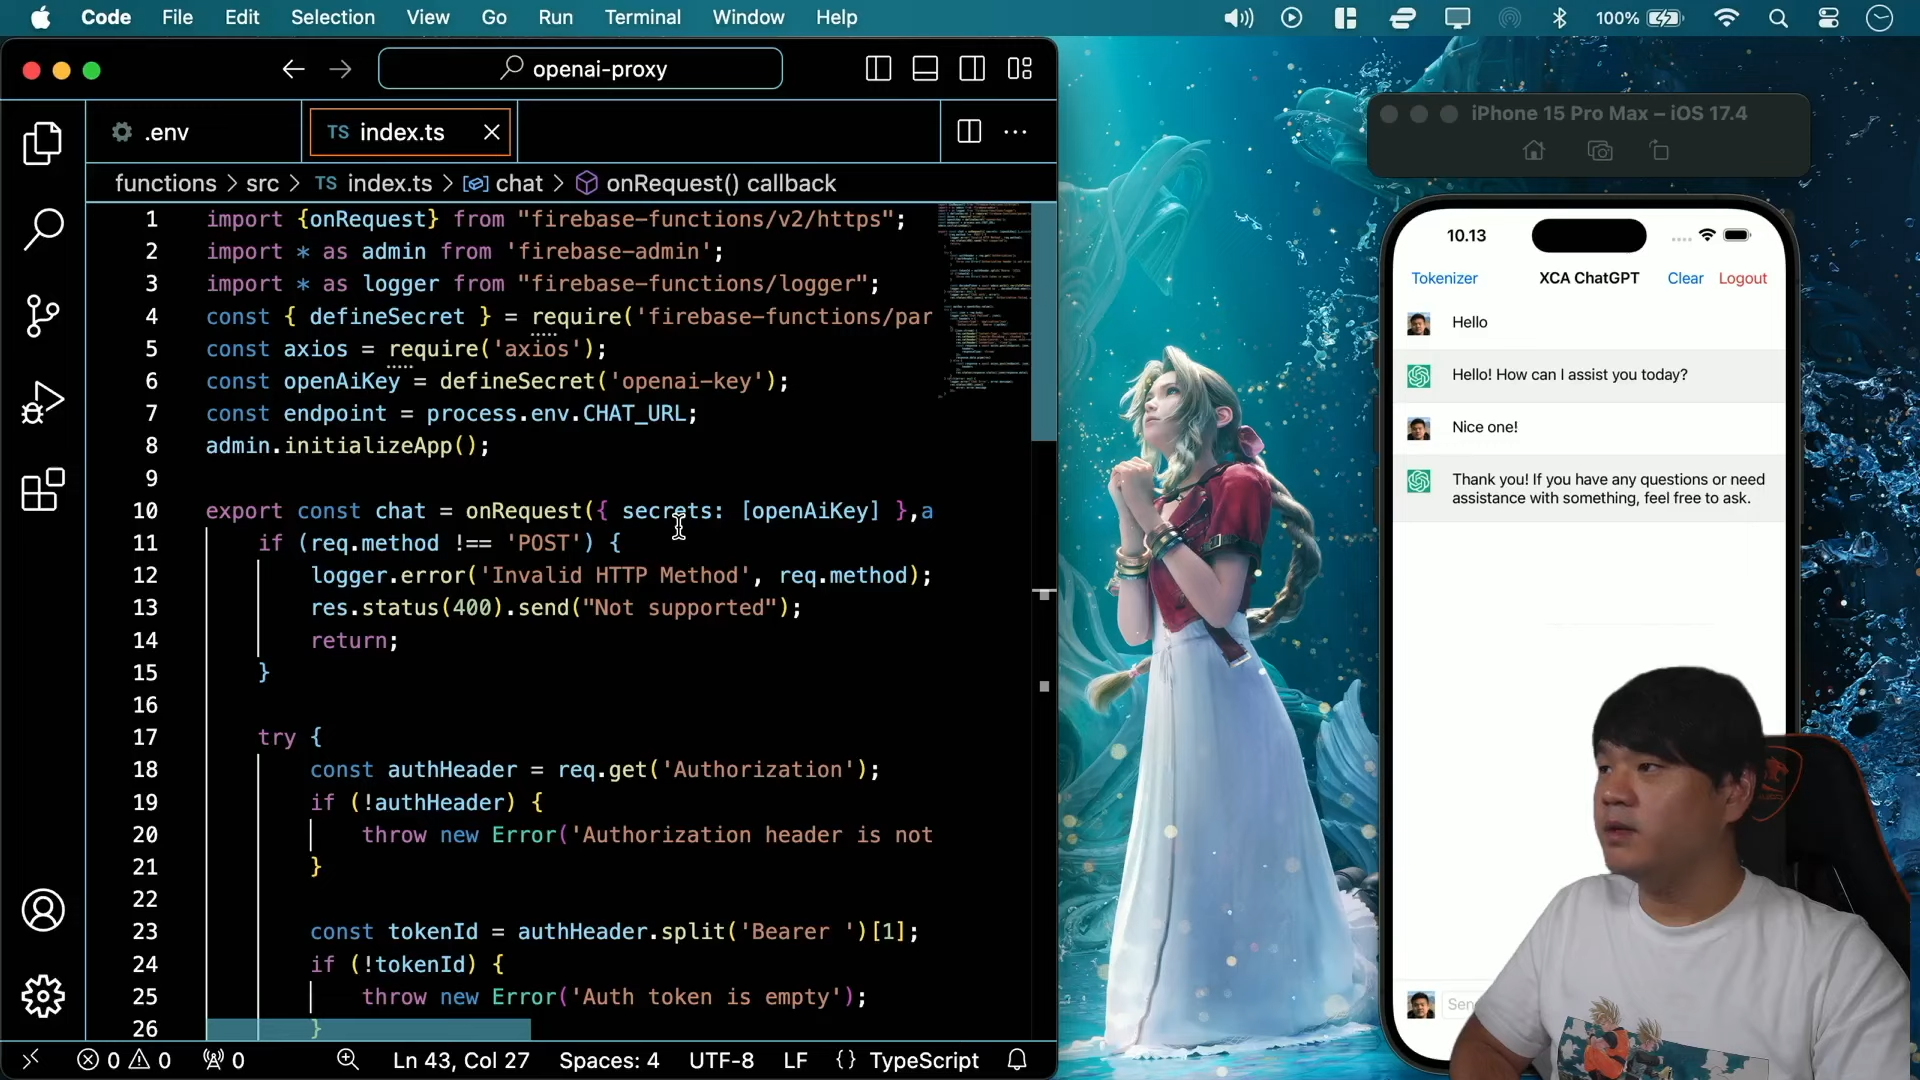 Code File Edit Selection View Go Run Terminal Window Help 100%
openai-proxy
.env
TS index.ts
functions > src > TS index.ts > chat > onRequest() callback
1 import {onRequest} from "firebase-functions/v2/https";
2 import * as admin from 'firebase-admin';
3 import * as logger from "firebase-functions/logger";
4 const { defineSecret } = require('firebase-functions/par
5 const axios = require('axios');
6 const openAiKey = defineSecret('openai-key');
7 const endpoint = process.env.CHAT_URL;
8 admin.initializeApp();
9
10 export const chat = onRequest({ secrets: [openAiKey] },a
11 if (req.method !== 'POST') {
12 logger.error('Invalid HTTP Method', req.method);
13 res.status(400).send("Not supported");
14 return;
15 }
16
17 try {
18 const authHeader = req.get('Authorization');
19 if (!authHeader) {
20 throw new Error('Authorization header is not
21 }
22
23 const tokenId = authHeader.split('Bearer ')[1];
24 if (!tokenId) {
25 throw new Error('Auth token is empty');
26 }
0 0 0 Ln 43, Col 27 Spaces: 4 UTF-8 LF {} TypeScript
iPhone 15 Pro Max – iOS 17.4
10.13
Tokenizer XCA ChatGPT Clear Logout
Hello
Hello! How can I assist you today?
Nice one!
Thank you! If you have any questions or need
assistance with something, feel free to ask.
Sen